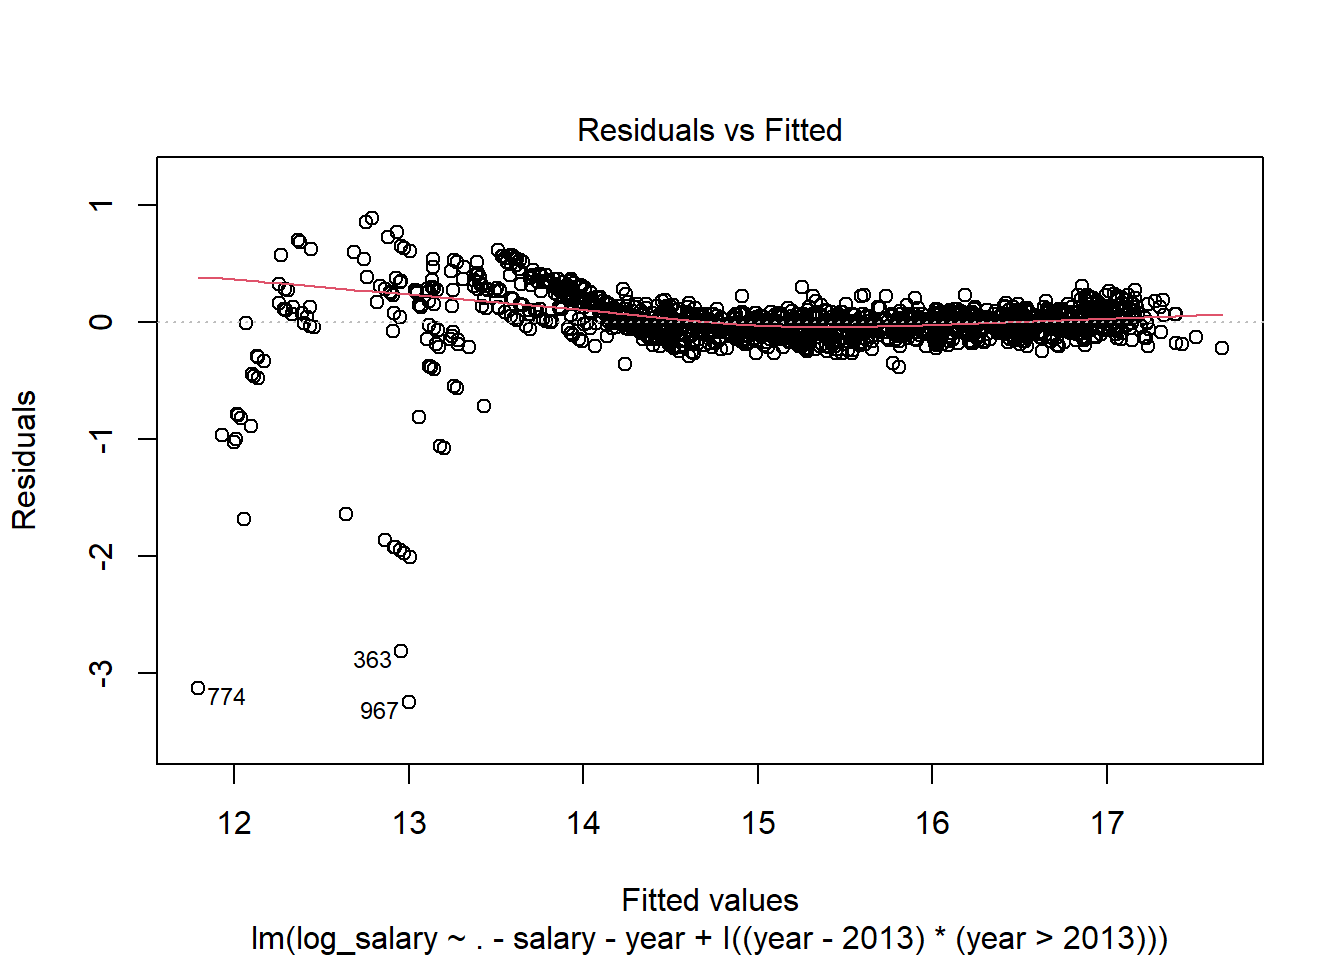 Residuals vs Fitted
1
0
-1
-2
-3
Residuals
363
774
967
12 13 14 15 16 17
Fitted values
lm(log_salary ~ . - salary - year + I((year - 2013) * (year > 2013)))